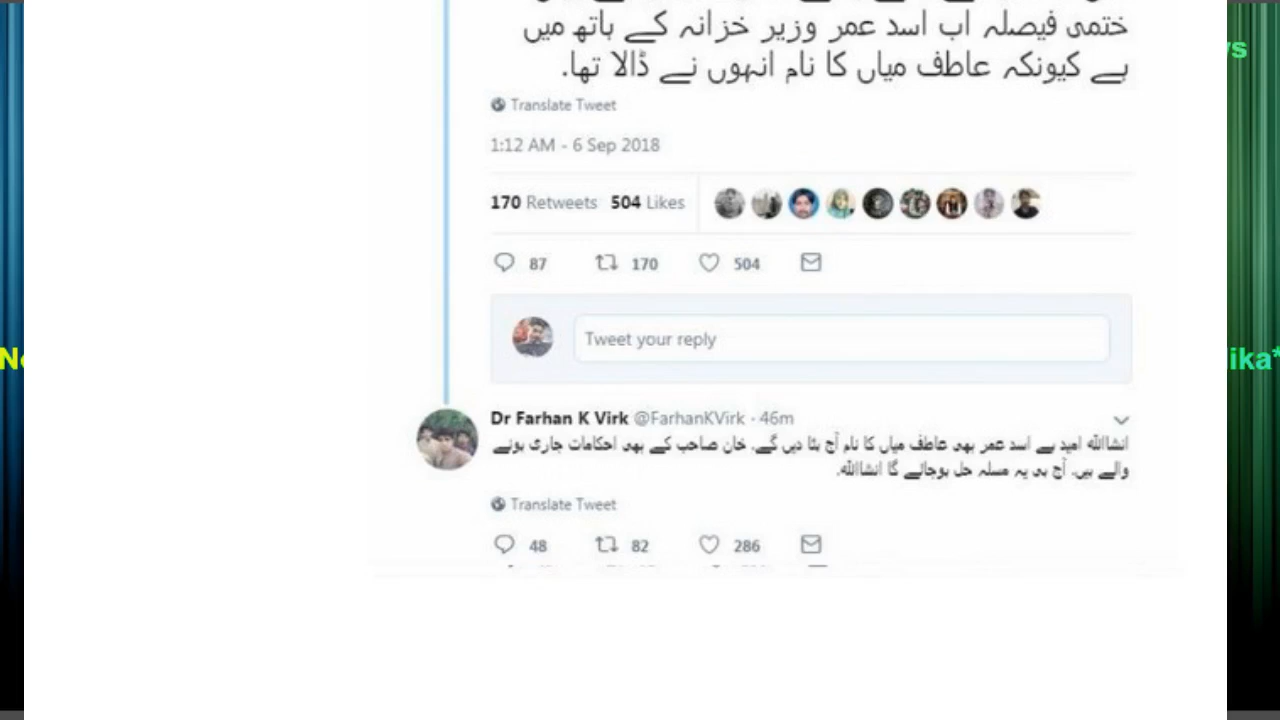 ختمی فیصلہ اب اسد عمر وزیر خزانہ کے ہاتھ میں
ہے کیونکہ عاطف میاں کا نام انہوں نے ڈالا تھا.
Translate Tweet
1:12 AM - 6 Sep 2018
170 Retweets 504 Likes
87 170 504
Tweet your reply
Dr Farhan K Virk @FarhanKVirk · 46m
انشااللہ امید ہے اسد عمر بھی عاطف میاں کا نام آج ہٹا دیں گے. خان صاحب کے بھی احکامات جاری ہونے
والے ہیں. آج ہی یہ مسلہ حل ہوجائے گا انشااللہ.
Translate Tweet
48 82 286